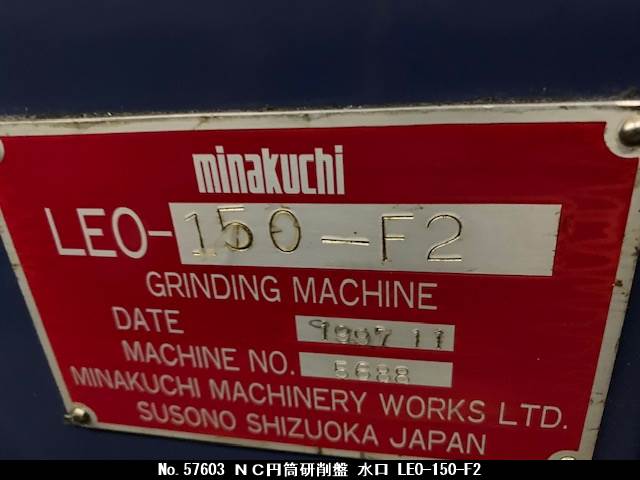 minakuchi
LEO-150-F2
GRINDING MACHINE
DATE 1997 11
MACHINE NO. 5688
MINAKUCHI MACHINERY WORKS LTD.
SUSONO SHIZUOKA JAPAN
No.57603 ＮＣ円筒研削盤 水口 LEO-150-F2